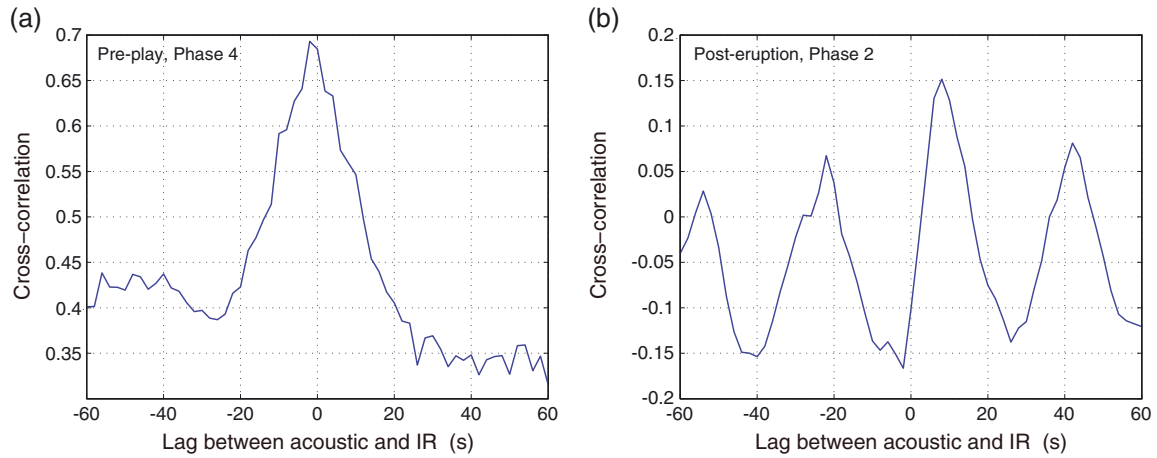 (a)
Pre-play, Phase 4
Cross-correlation
0.7
0.65
0.6
0.55
0.5
0.45
0.4
0.35
-60 -40 -20 0 20 40 60
Lag between acoustic and IR (s)
(b)
Post-eruption, Phase 2
Cross-correlation
0.2
0.15
0.1
0.05
0
-0.05
-0.1
-0.15
-0.2
-60 -40 -20 0 20 40 60
Lag between acoustic and IR (s)